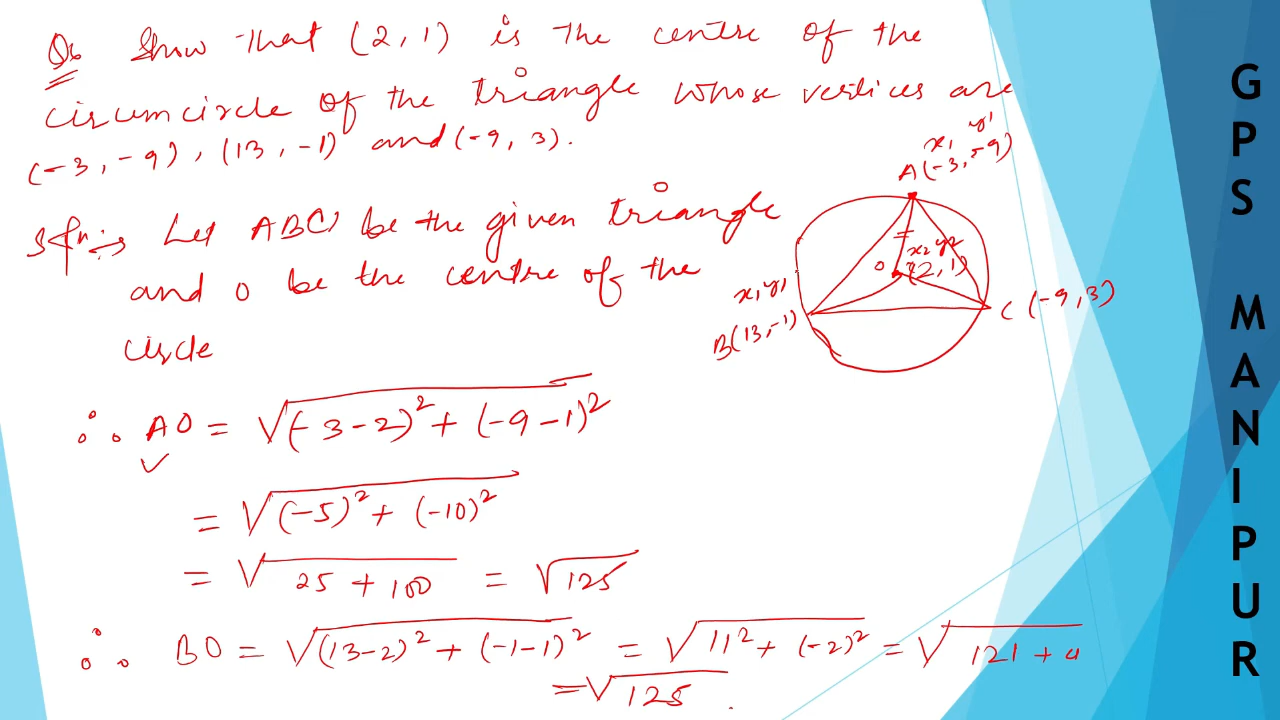 Q6 Show that (2,1) is the centre of the
circumcircle of the triangle whose vertices are
(-3,-9), (13,-1) and (-9, 3).
Let ABC be the given triangle
and O be the centre of the
circle
x₁ y₁
A(-3,-9)
x₂ y₂
O (2,1)
x₁ y₁
B(13,-1)
C (-9,3)
∴ AO = √(-3-2)² + (-9-1)²
= √(-5)² + (-10)²
= √25 + 100 = √125
∴ BO = √(13-2)² + (-1-1)² = √11² + (-2)² = √121 + 4
= √125
GPS MANIPUR